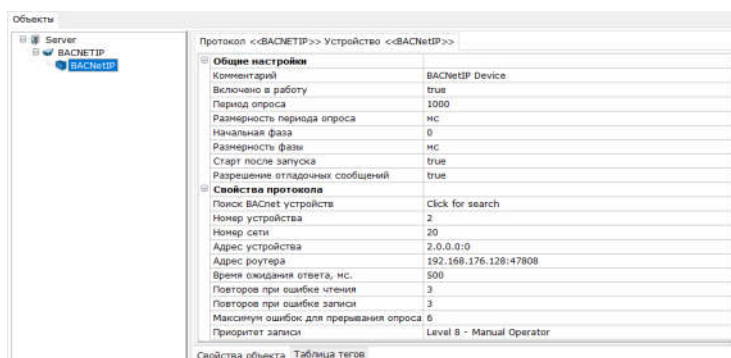 Объекты
Server
BACNETIP
BACNetIP
Протокол <<BACNETIP>> Устройство <<BACNetIP>>
Общие настройки
Комментарий BACNetIP Device
Включено в работу true
Период опроса 1000
Размерность периода опроса мс
Начальная фаза 0
Размерность фазы мс
Старт после запуска true
Разрешение отладочных сообщений true
Свойства протокола
Поиск BACnet устройств Click for search
Номер устройства 2
Номер сети 20
Адрес устройства 2.0.0.0:0
Адрес роутера 192.168.176.128:47808
Время ожидания ответа, мс. 500
Повторов при ошибке чтения 3
Повторов при ошибке записи 3
Максимум ошибок для прерывания опроса 6
Приоритет записи Level 8 - Manual Operator
Свойства объекта Таблица тегов